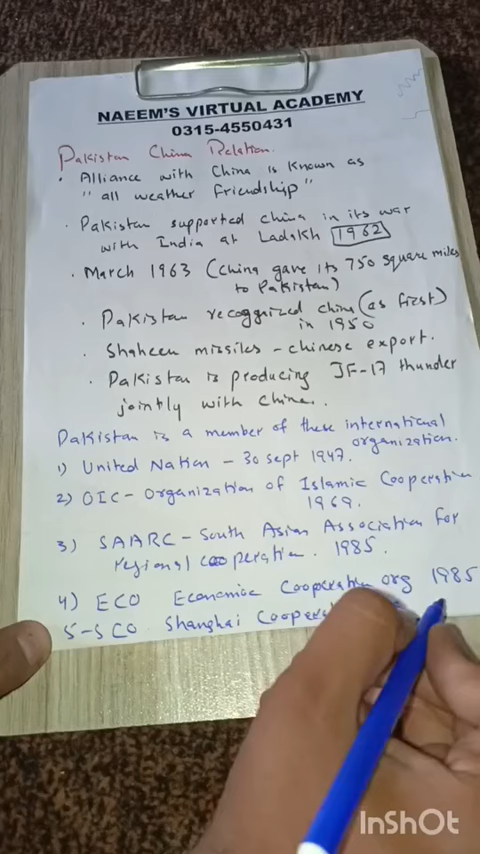 NAEEM'S VIRTUAL ACADEMY
0315-4550431
Pakistan China Relation.
• Alliance with China is known as
"all weather friendship"
• Pakistan supported china in its war
with India at Ladakh 1962
• March 1963 (China gave its 750 square miles
to Pakistan)
• Pakistan recognized china (as first)
in 1950
• Shaheen missiles - chinese export.
• Pakistan is producing JF-17 thunder
jointly with China.
Pakistan is a member of these international
organization.
1) United Nation - 30 sept 1947.
2) OIC - Organization of Islamic Cooperation
1969.
3) SAARC - South Asian Association for
regional cooperation. 1985.
4) ECO Economic Cooperation org 1985
5 - SCO Shanghai
InShOt